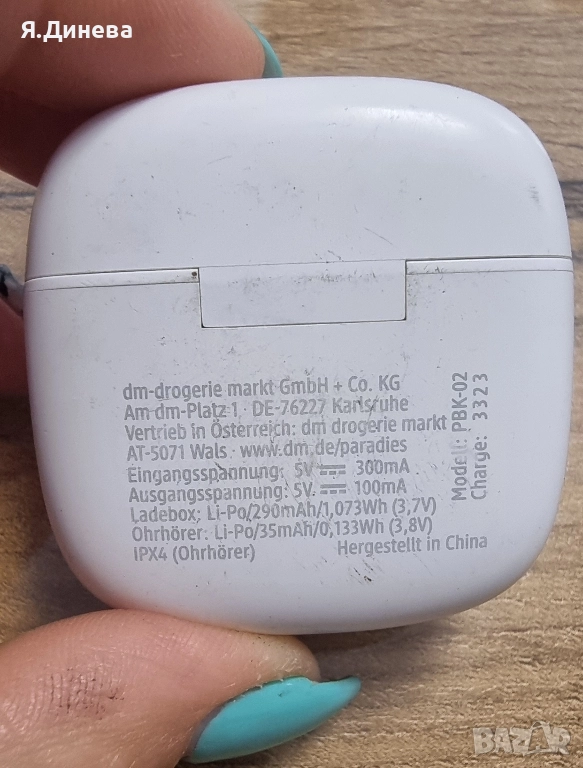 Я.Динева
dm-drogerie markt GmbH + Co. KG
Am dm-Platz 1, DE-76227 Karlsruhe
Vertrieb in Österreich: dm drogerie markt
AT-5071 Wals www.dm.de/paradies
Eingangsspannung: 5V ⎓ 300mA
Ausgangsspannung: 5V ⎓ 100mA
Ladebox: Li-Po/290mAh/1,073Wh (3,7V)
Ohrhörer: Li-Po/35mAh/0,133Wh (3,8V)
IPX4 (Ohrhörer) Hergestellt in China
Modell: PBK-02
Charge: 3323
BAZAR